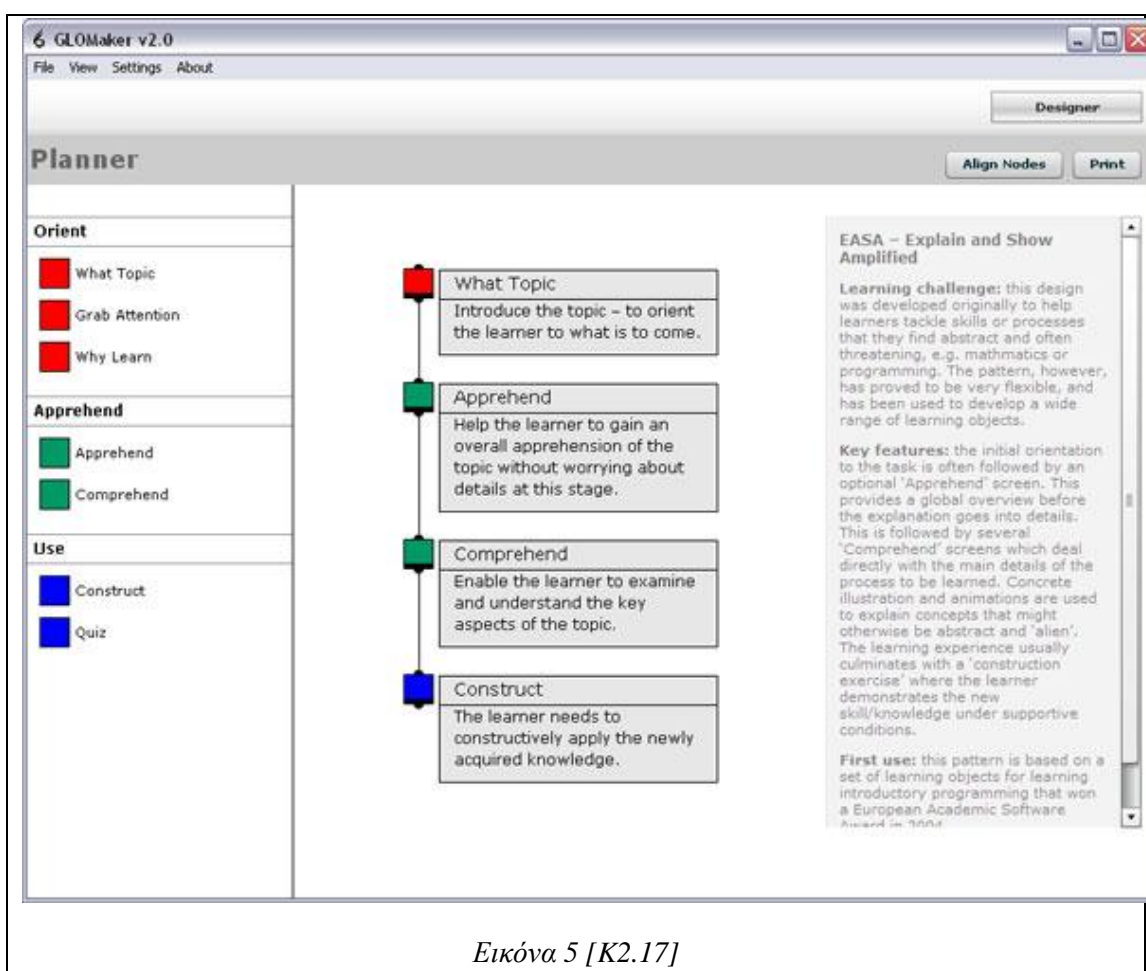 GLOMaker v2.0
File View Settings About
Designer
Planner
Align Nodes Print
Orient
What Topic
Grab Attention
Why Learn
Apprehend
Apprehend
Comprehend
Use
Construct
Quiz
What Topic
Introduce the topic – to orient
the learner to what is to come.
Apprehend
Help the learner to gain an
overall apprehension of the
topic without worrying about
details at this stage.
Comprehend
Enable the learner to examine
and understand the key
aspects of the topic.
Construct
The learner needs to
constructively apply the newly
acquired knowledge.
EASA – Explain and Show
Amplified
Learning challenge: this design
was developed originally to help
learners tackle skills or processes
that they find abstract and often
threatening, e.g. mathmatics or
programming. The pattern, however,
has proved to be very flexible, and
has been used to develop a wide
range of learning objects.
Key features: the initial orientation
to the task is often followed by an
optional 'Apprehend' screen. This
provides a global overview before
the explanation goes into details.
This is followed by several
'Comprehend' screens which deal
directly with the main details of the
process to be learned. Concrete
illustration and animations are used
to explain concepts that might
otherwise be abstract and 'alien'.
The learning experience usually
culminates with a 'construction
exercise' where the learner
demonstrates the new
skill/knowledge under supportive
conditions.
First use: this pattern is based on a
set of learning objects for learning
introductory programming that won
a European Academic Software
Award in 2004
Εικόνα 5 [Κ2.17]